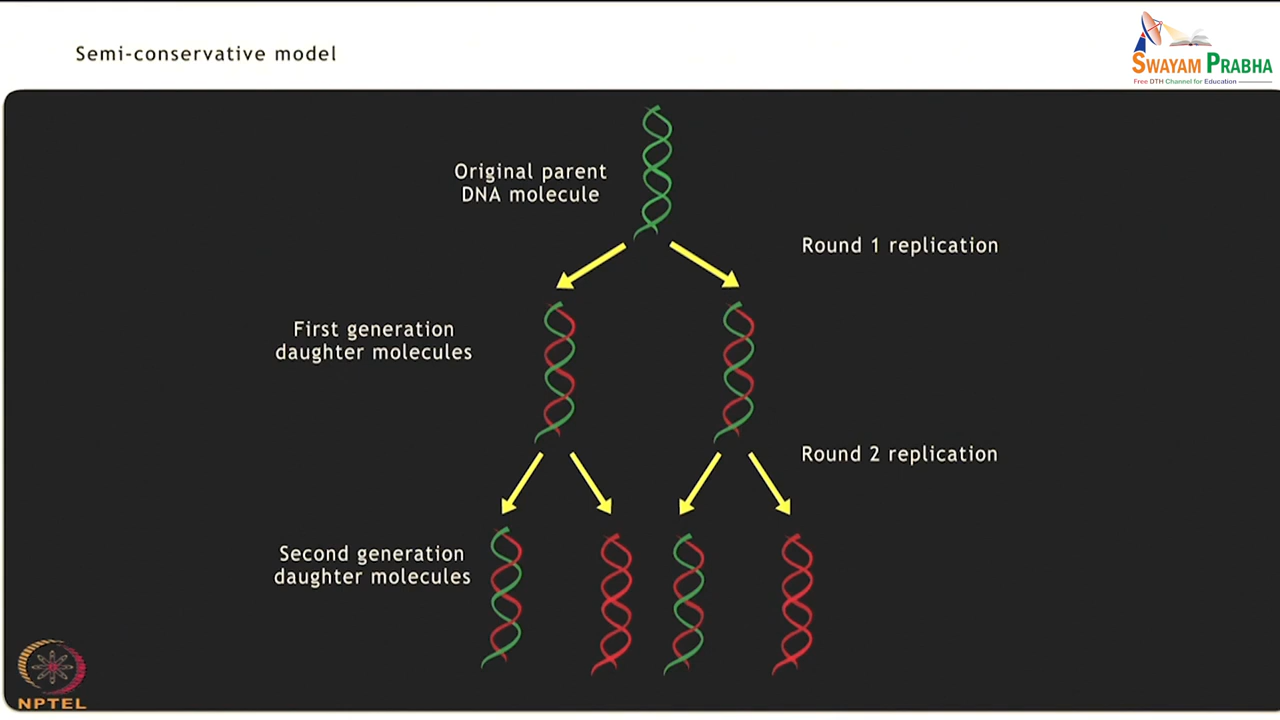 Semi-conservative model
SWAYAM PRABHA
Free DTH Channel for Education
Original parent
DNA molecule
Round 1 replication
First generation
daughter molecules
Round 2 replication
Second generation
daughter molecules
NPTEL